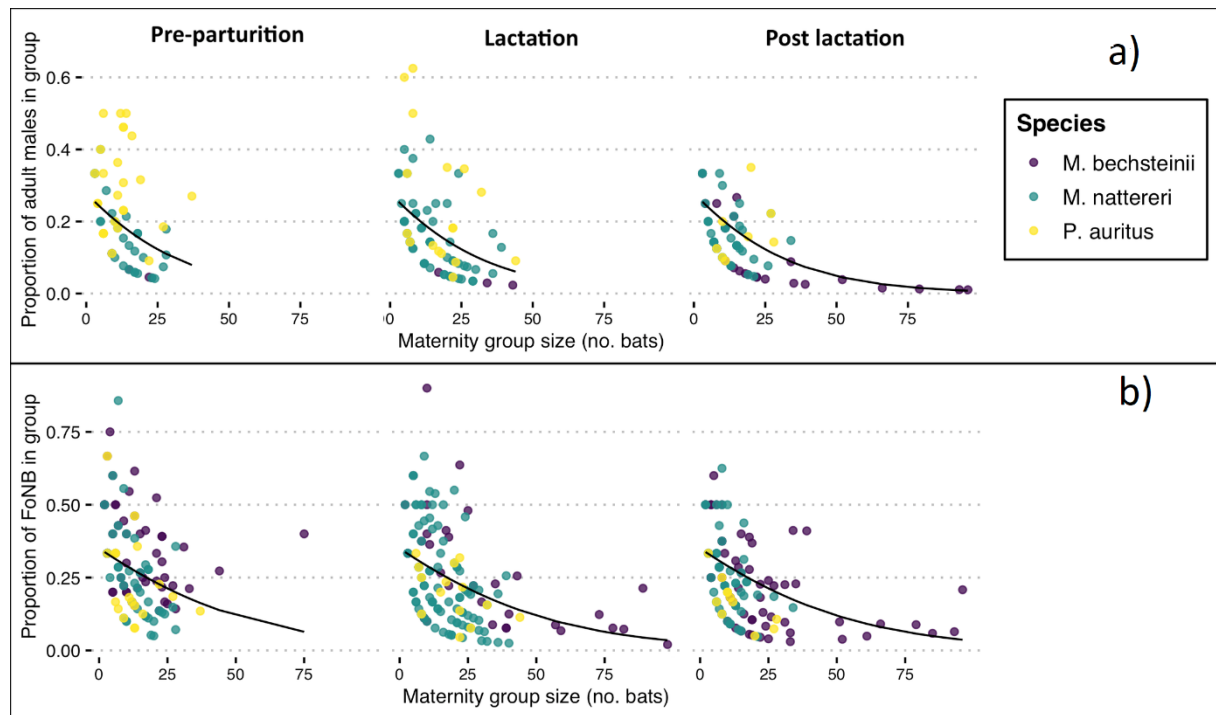 Pre-parturition Lactation Post lactation a)
Proportion of adult males in group
0.6
0.4
0.2
0.0
0 25 50 75 00 25 50 75 0 25 50 75
Maternity group size (no. bats)
Species
M. bechsteinii
M. nattereri
P. auritus
b)
Proportion of FoNB in group
0.75
0.50
0.25
0.00
0 25 50 75 0 25 50 75 0 25 50 75
Maternity group size (no. bats)